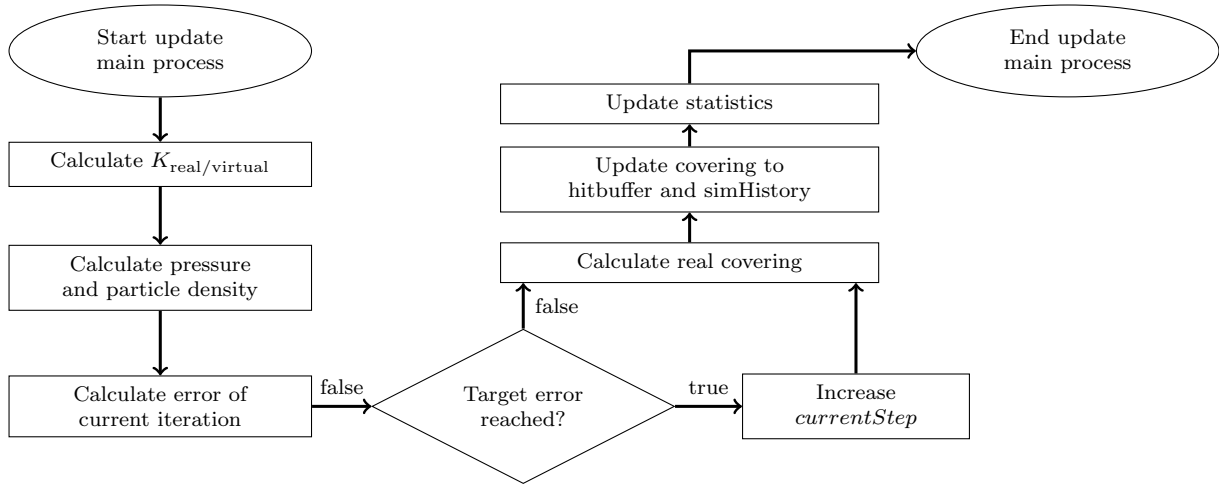 Start update
main process
Calculate K_real/virtual
Calculate pressure
and particle density
Calculate error of
current iteration
false
Target error
reached?
false
true
Increase
currentStep
Calculate real covering
Update covering to
hitbuffer and simHistory
Update statistics
End update
main process